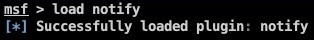 msf > load notify
[*] Successfully loaded plugin: notify